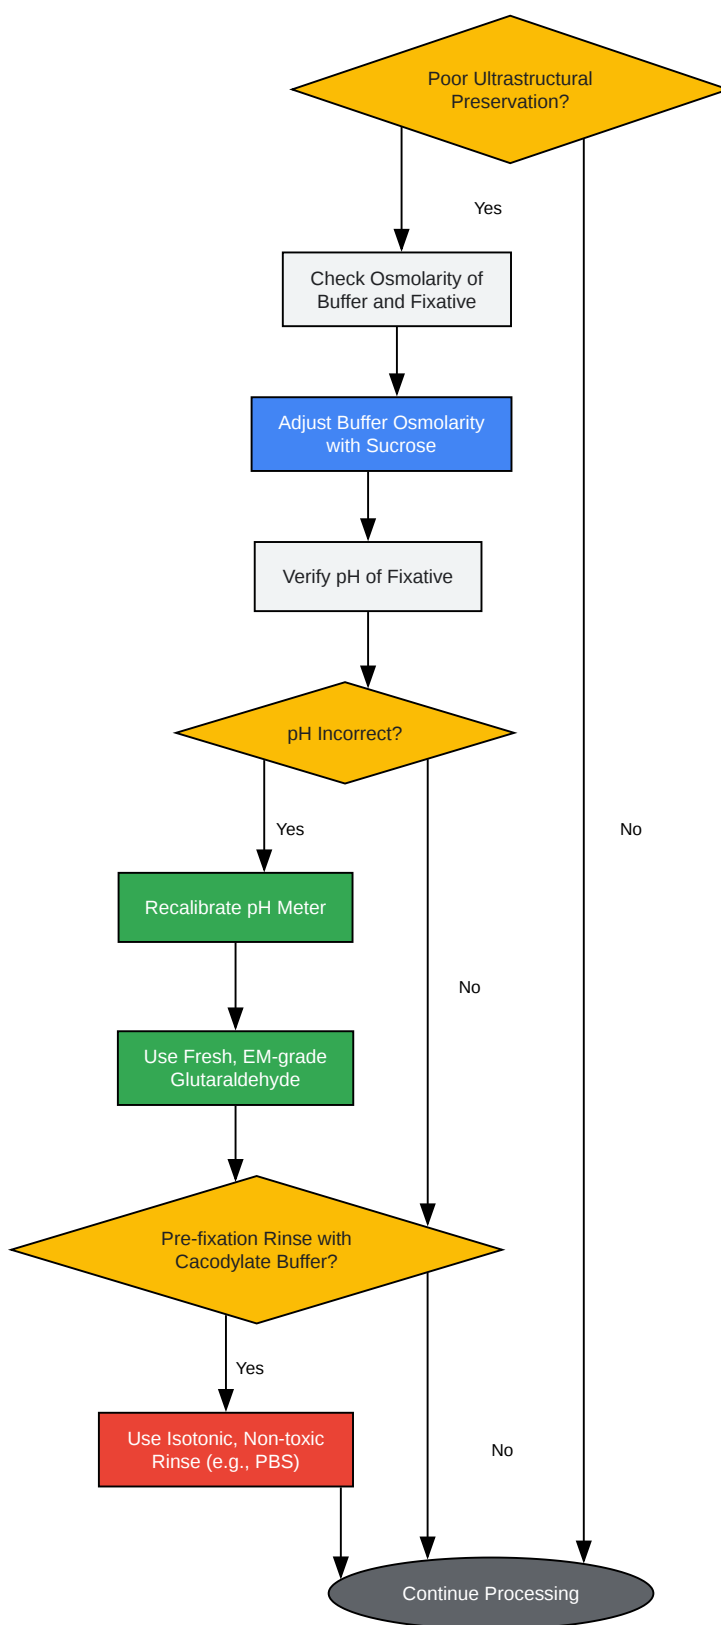 Poor Ultrastructural
Preservation?
Yes
Check Osmolarity of
Buffer and Fixative
Adjust Buffer Osmolarity
with Sucrose
Verify pH of Fixative
pH Incorrect?
Yes
No
Recalibrate pH Meter
No
Use Fresh, EM-grade
Glutaraldehyde
Pre-fixation Rinse with
Cacodylate Buffer?
Yes
Use Isotonic, Non-toxic
Rinse (e.g., PBS)
No
Continue Processing